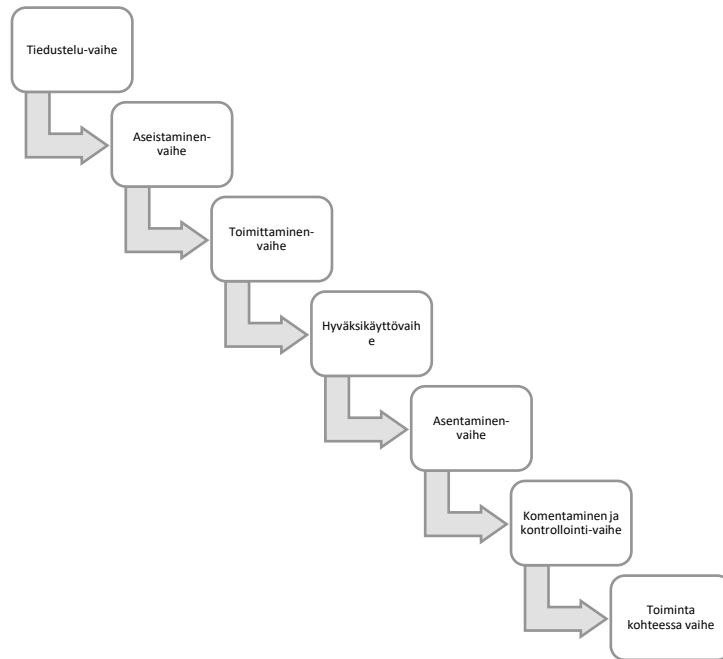 Tiedustelu-vaihe
Aseistaminen-
vaihe
Toimittaminen-
vaihe
Hyväksikäyttövaih
e
Asentaminen-
vaihe
Komentaminen ja
kontrollointi-vaihe
Toiminta
kohteessa vaihe